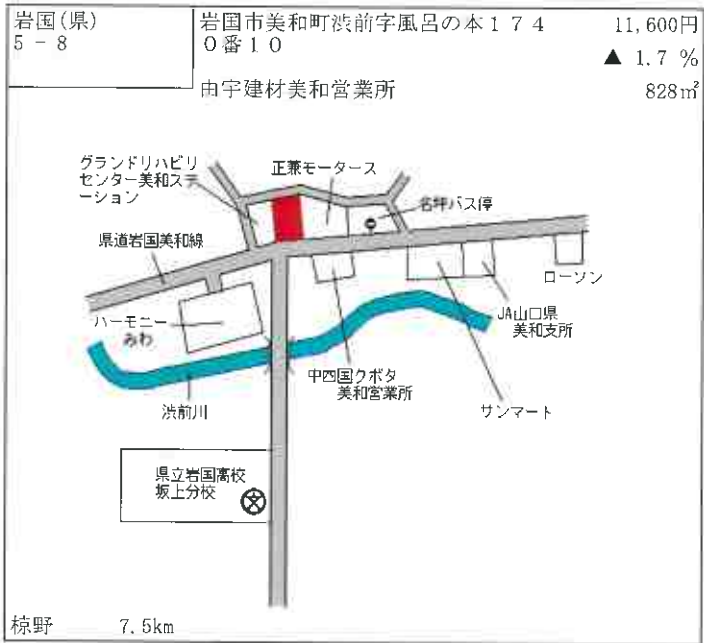 岩国(県)
5－8
岩国市美和町渋前字風呂の本174
0番10
11,600円
▲ 1.7 %
由宇建材美和営業所
828㎡
グランドリハビリ
センター美和ステ
ーション
正兼モータース
名坪バス停
県道岩国美和線
ローソン
JA山口県
美和支所
ハーモニー
みわ
中四国クボタ
美和営業所
サンマート
渋前川
県立岩国高校
坂上分校
椋野 7.5km